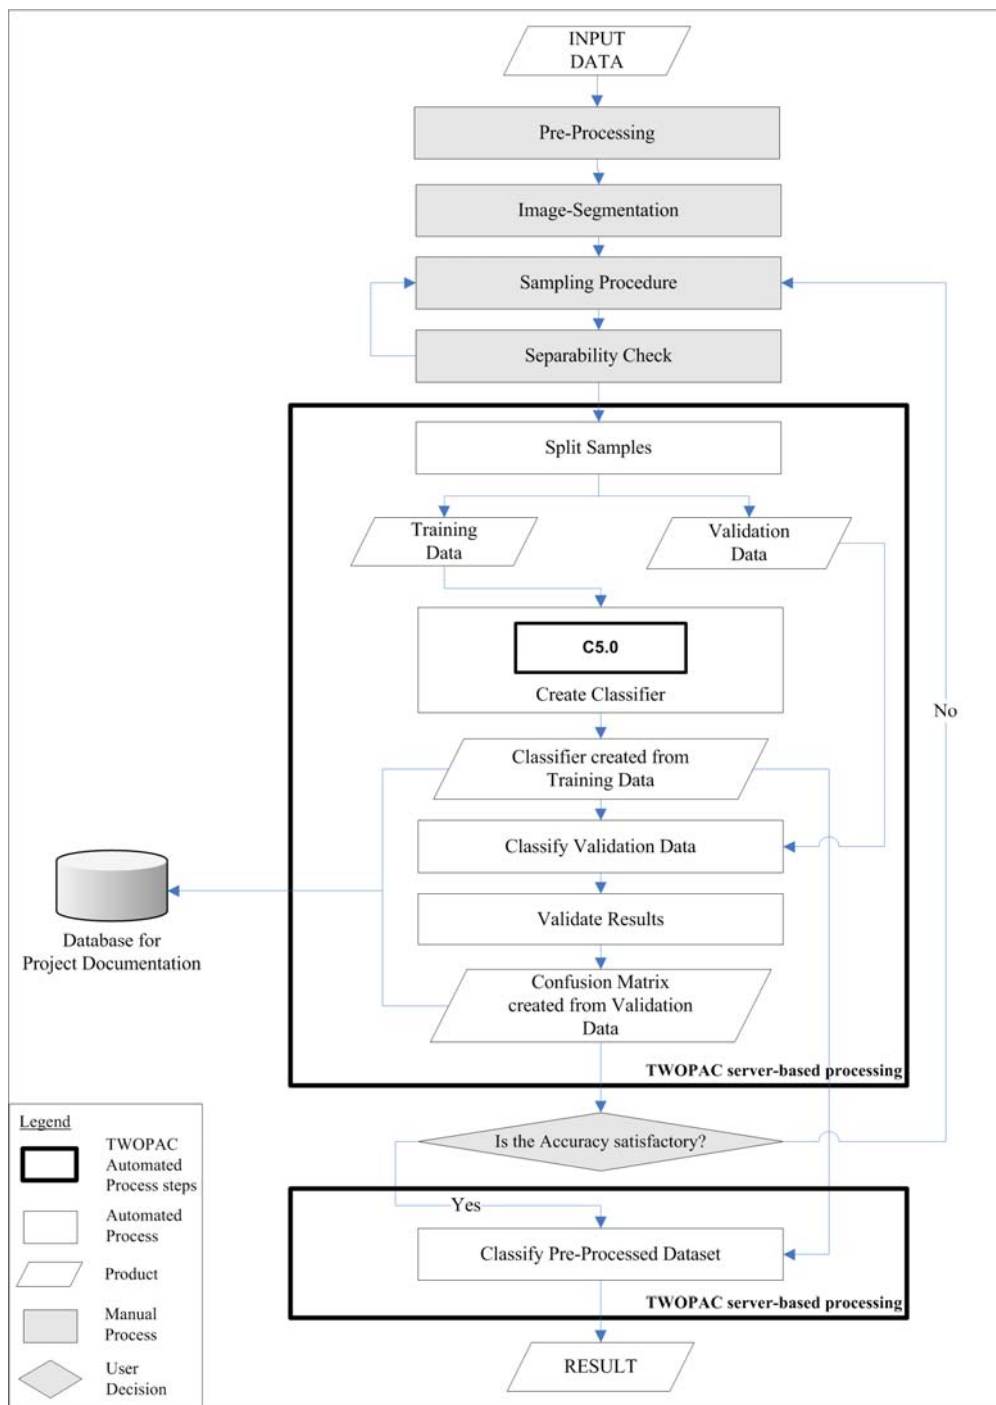 INPUT
DATA
Pre-Processing
Image-Segmentation
Sampling Procedure
Separability Check
Split Samples
Training
Data
Validation
Data
C5.0
Create Classifier
No
Classifier created from
Training Data
Classify Validation Data
Validate Results
Database for
Project Documentation
Confusion Matrix
created from Validation
Data
TWOPAC server-based processing
Is the Accuracy satisfactory?
Yes
Classify Pre-Processed Dataset
TWOPAC server-based processing
RESULT
Legend
TWOPAC
Automated
Process steps
Automated
Process
Product
Manual
Process
User
Decision